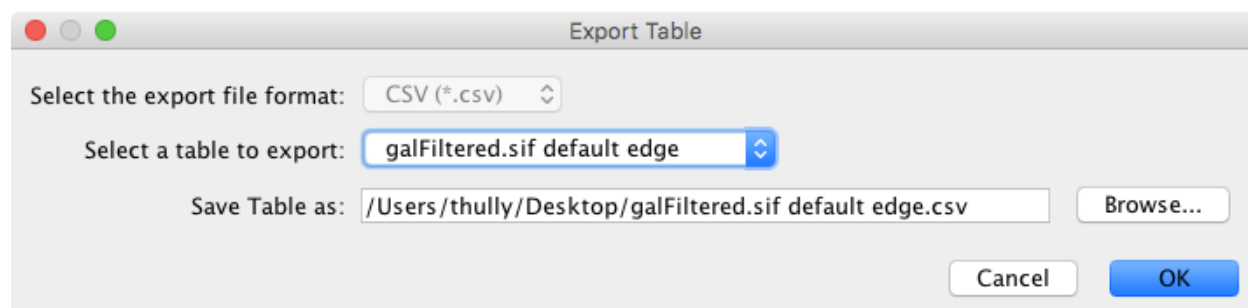 Export Table
Select the export file format: CSV (*.csv)
Select a table to export: galFiltered.sif default edge
Save Table as: /Users/thully/Desktop/galFiltered.sif default edge.csv Browse...
Cancel OK